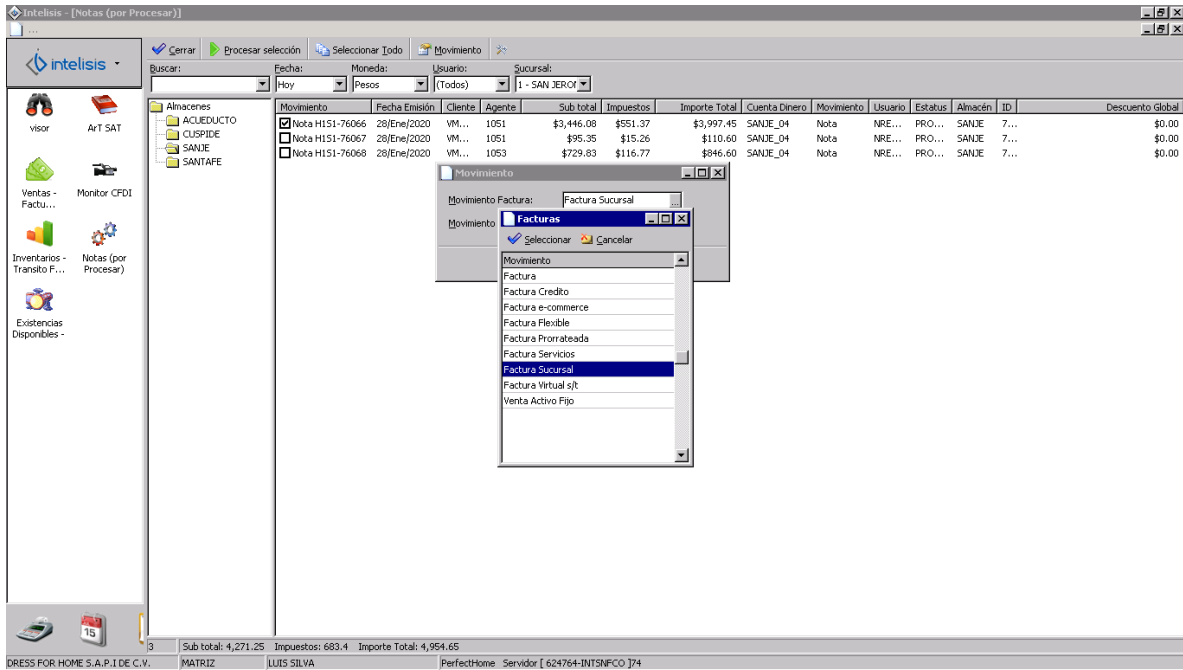 Intelisis - [Notas (por Procesar)]
...
intelisis
Cerrar Procesar selección Seleccionar Todo Movimiento
Buscar: Fecha: Moneda: Usuario: Sucursal:
Hoy Pesos (Todos) 1 - SAN JEROI
visor ArT SAT
Ventas - Factu... Monitor CFDI
Inventarios - Transito F... Notas (por Procesar)
Existencias Disponibles -
15
Almacenes
ACUEDUCTO
CUSPIDE
SANJE
SANTAFE
Movimiento Fecha Emisión Cliente Agente Sub total Impuestos Importe Total Cuenta Dinero Movimiento Usuario Estatus Almacén ID Descuento Global
Nota H1S1-76066 28/Ene/2020 VM... 1051 $3,446.08 $551.37 $3,997.45 SANJE_04 Nota NRE... PRO... SANJE 7... $0.00
Nota H1S1-76067 28/Ene/2020 VM... 1051 $95.35 $15.26 $110.60 SANJE_04 Nota NRE... PRO... SANJE 7... $0.00
Nota H1S1-76068 28/Ene/2020 VM... 1053 $729.83 $116.77 $846.60 SANJE_04 Nota NRE... PRO... SANJE 7... $0.00
Movimiento
Movimiento Factura: Factura Sucursal ...
Movimiento
Facturas
Seleccionar Cancelar
Movimiento
Factura
Factura Credito
Factura e-commerce
Factura Flexible
Factura Prorrateada
Factura Servicios
Factura Sucursal
Factura Virtual s/t
Venta Activo Fijo
3 Sub total: 4,271.25 Impuestos: 683.4 Importe Total: 4,954.65
DRESS FOR HOME S.A.P.I DE C.V. MATRIZ LUIS SILVA PerfectHome Servidor [ 624764-INTSNFCO ]74